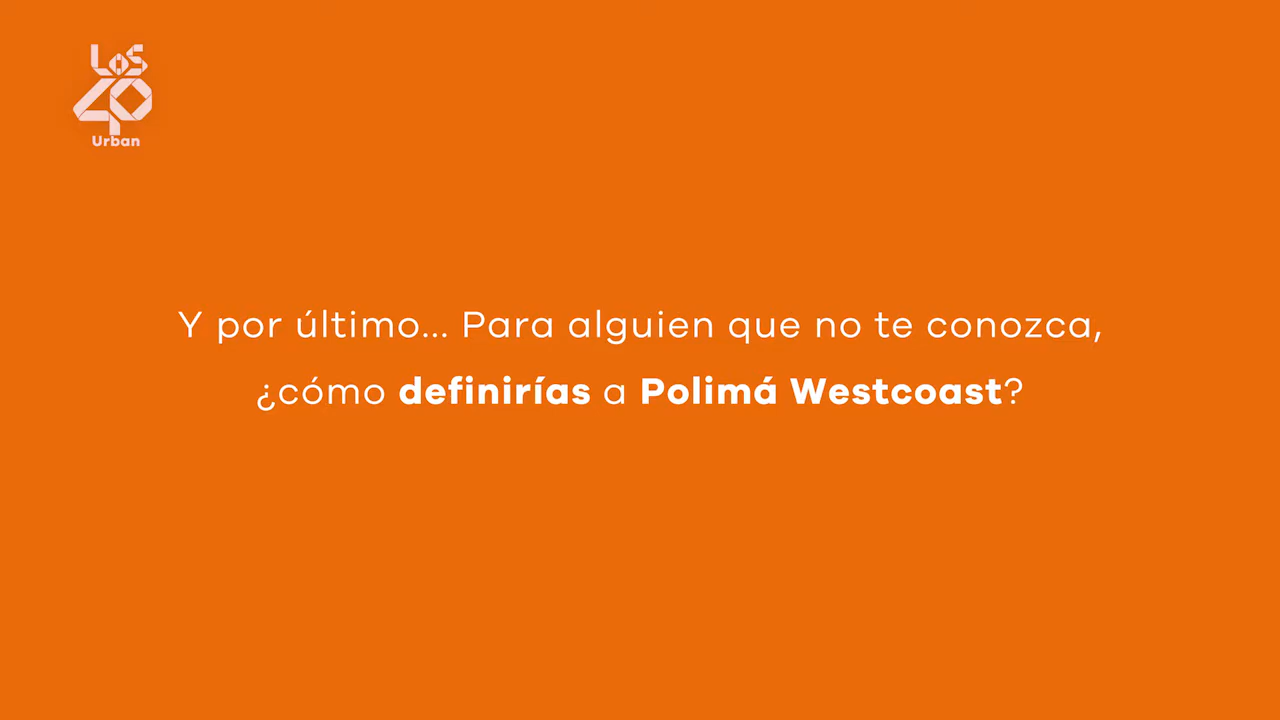 Los
40
Urban
Y por último... Para alguien que no te conozca,
¿cómo definirías a Polimá Westcoast?